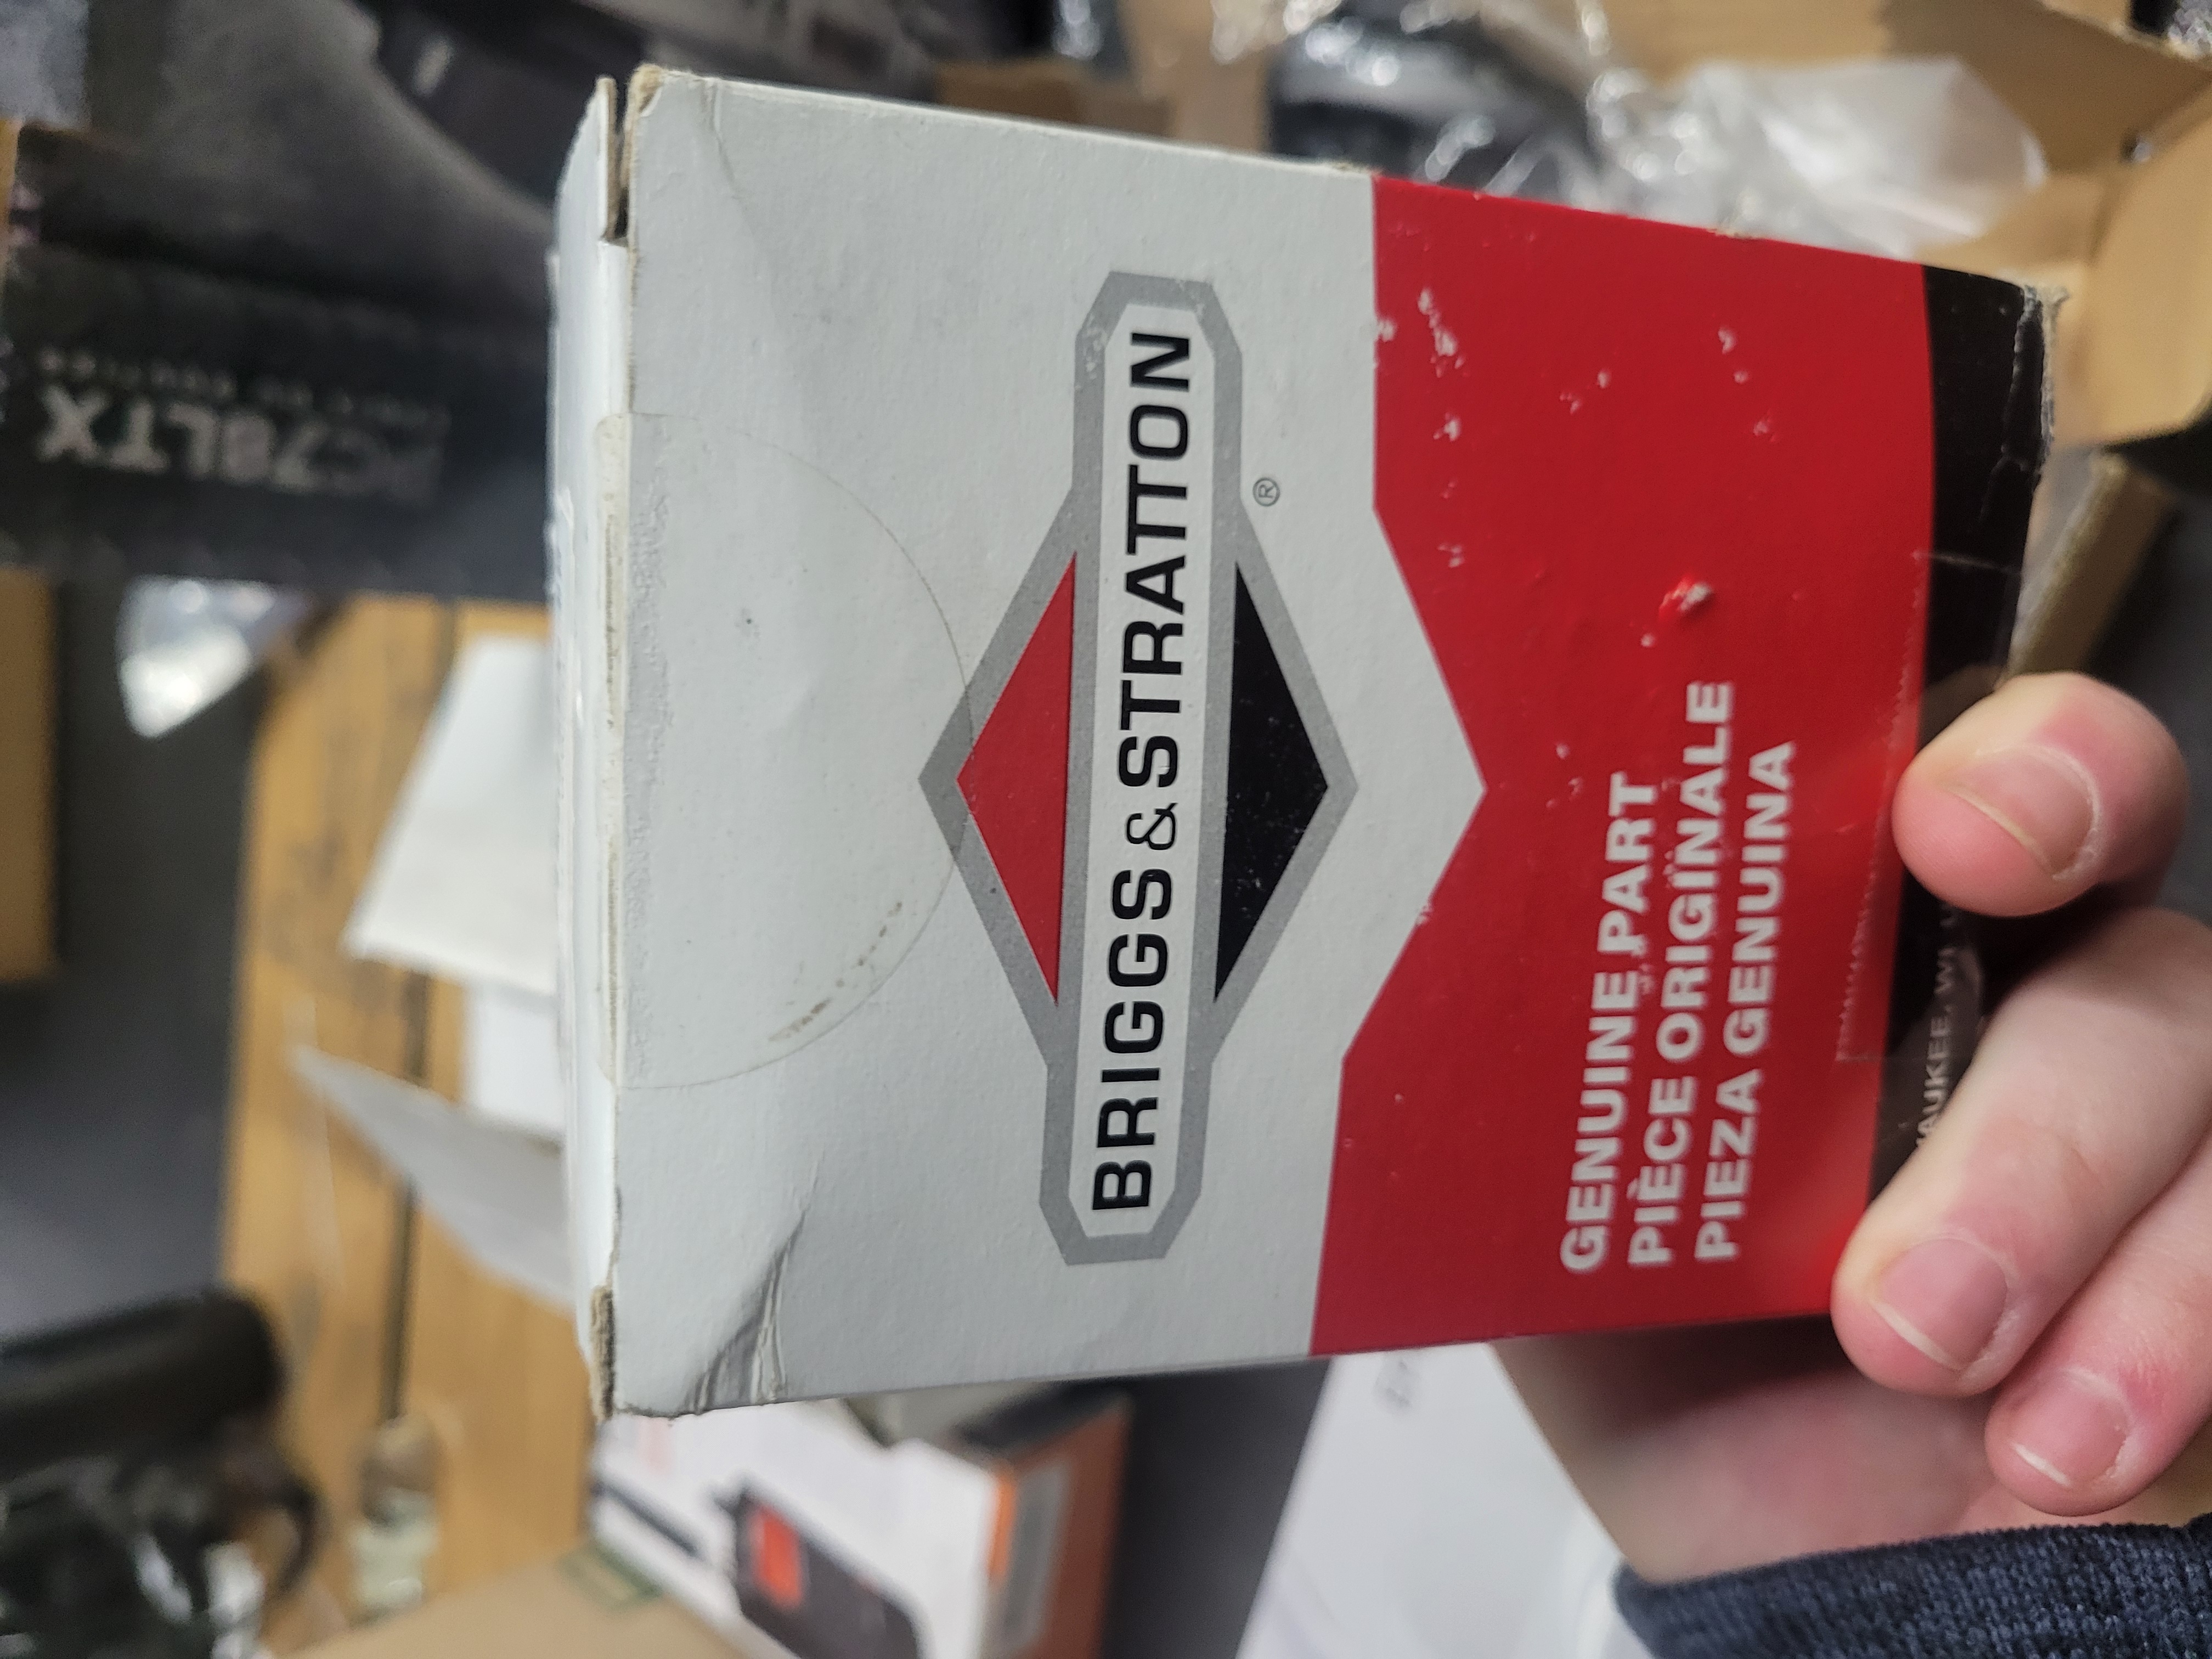 BRIGGS & STRATTON
®
GENUINE PART
PIÈCE ORIGINALE
PIEZA GENUINA